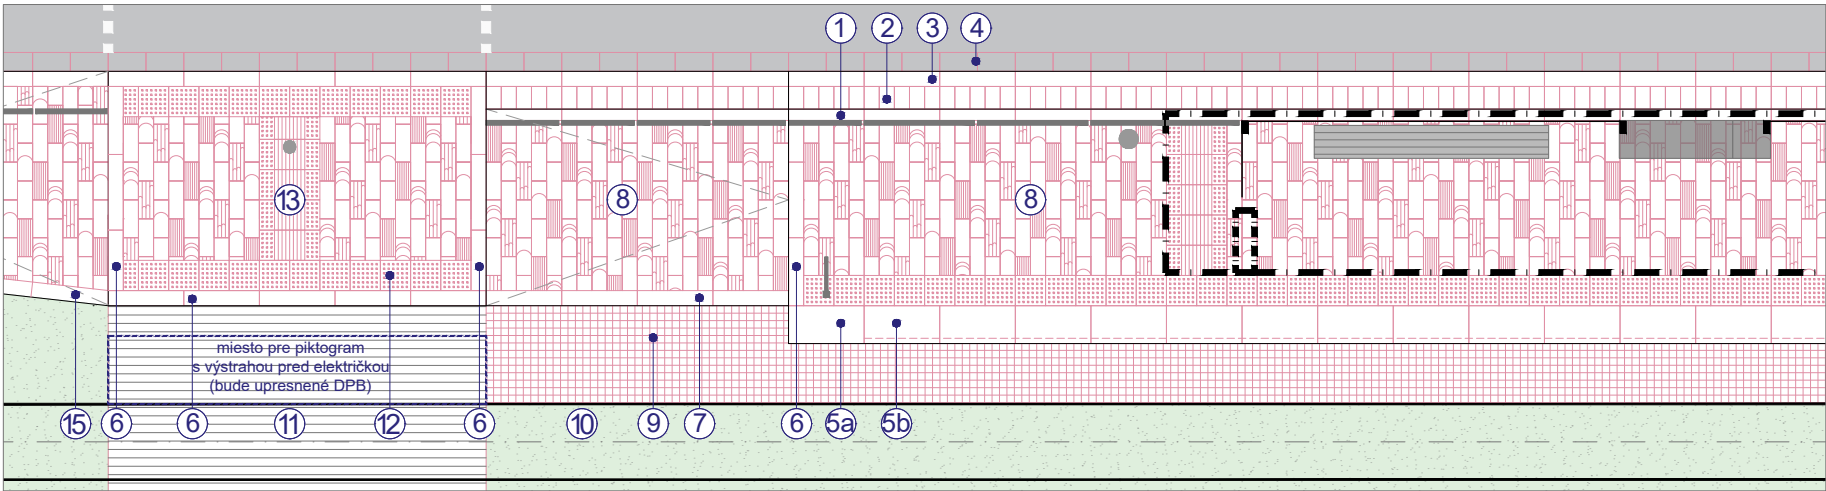 1 2 3 4
13 8 8
miesto pre piktogram
s výstrahou pred električkou
(bude upresnené DPB)
15 6 6 11 12 6 10 9 7 6 5a 5b